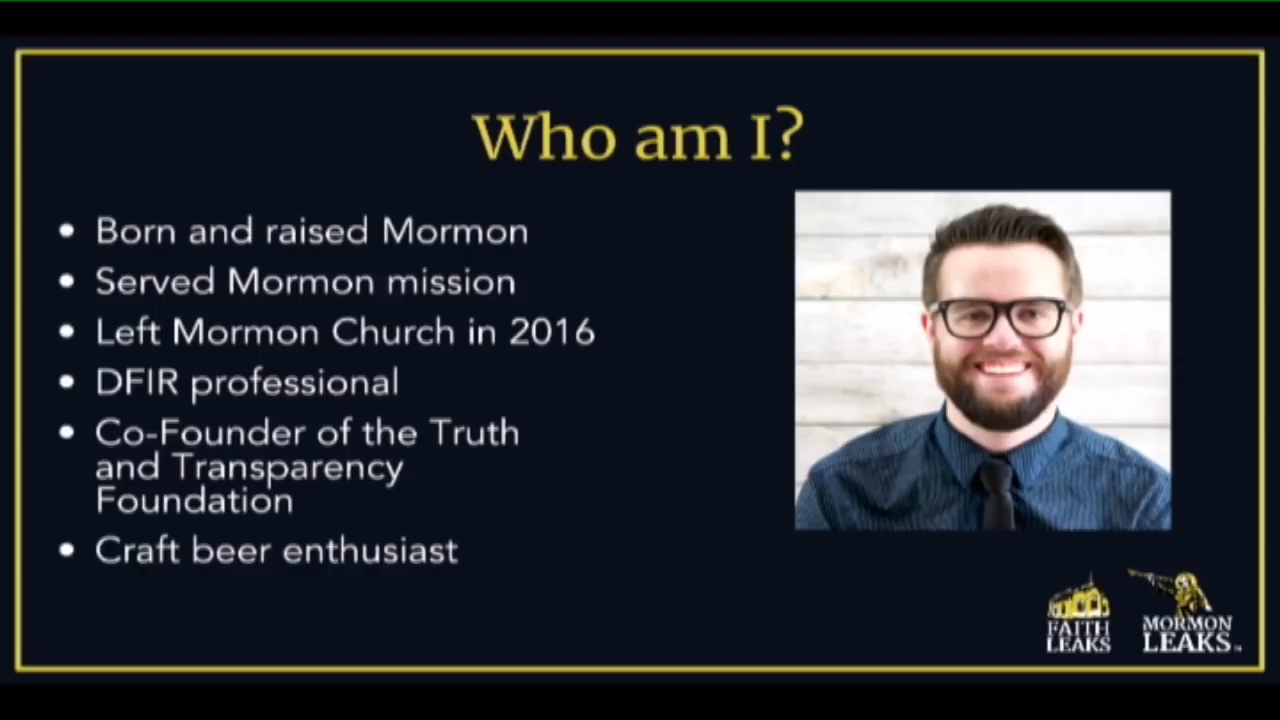 Who am I?
• Born and raised Mormon
• Served Mormon mission
• Left Mormon Church in 2016
• DFIR professional
• Co-Founder of the Truth
and Transparency
Foundation
• Craft beer enthusiast
FAITH
LEAKS
MORMON
LEAKS